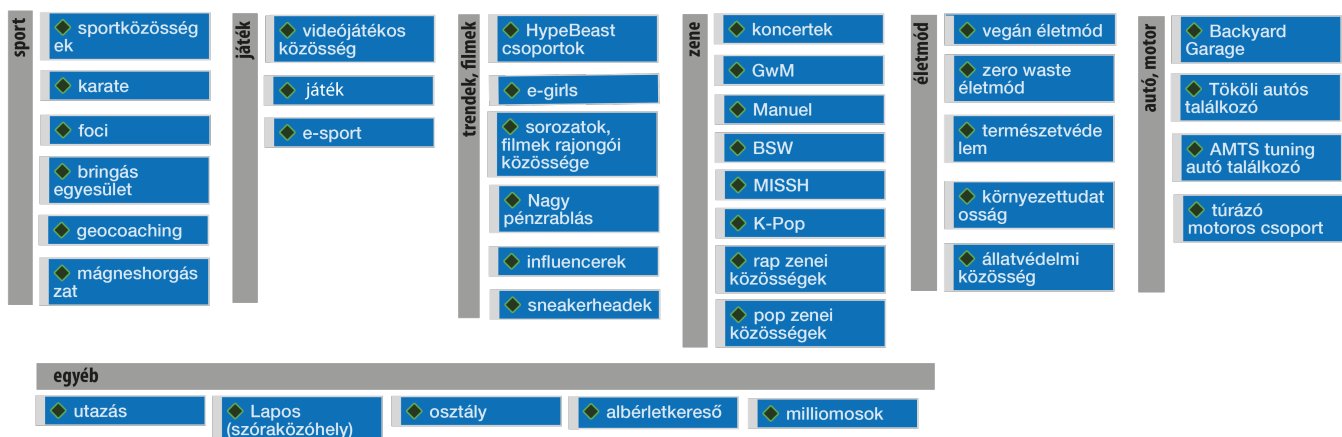 sport
sportközösség
ek
karate
foci
bringás
egyesület
geocoaching
mágneshorgás
zat
játék
videójátékos
közösség
játék
e-sport
trendek, filmek
HypeBeast
csoportok
e-girls
sorozatok,
filmek rajongói
közössége
Nagy
pénzrablás
influencerek
sneakerheadek
zene
koncertek
GwM
Manuel
BSW
MISSH
K-Pop
rap zenei
közösségek
pop zenei
közösségek
életmód
vegán életmód
zero waste
életmód
természetvéde
lem
környezettudat
osság
állatvédelmi
közösség
autó, motor
Backyard
Garage
Tököli autós
találkozó
AMTS tuning
autó találkozó
túrázó
motoros csoport
egyéb
utazás
Lapos
(szóraközóhely)
osztály
albérletkereső
milliomosok